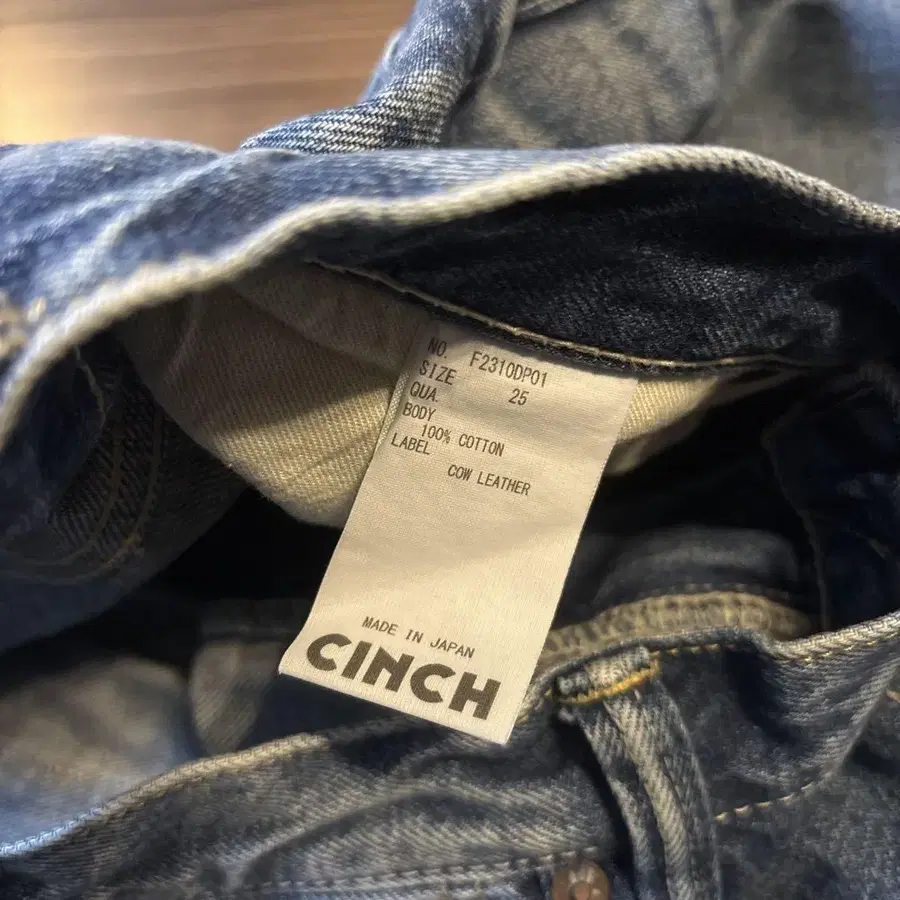 NO. F2310DP01
SIZE 25
QUA.
BODY
100% COTTON
LABEL
COW LEATHER
MADE IN JAPAN
CINCH